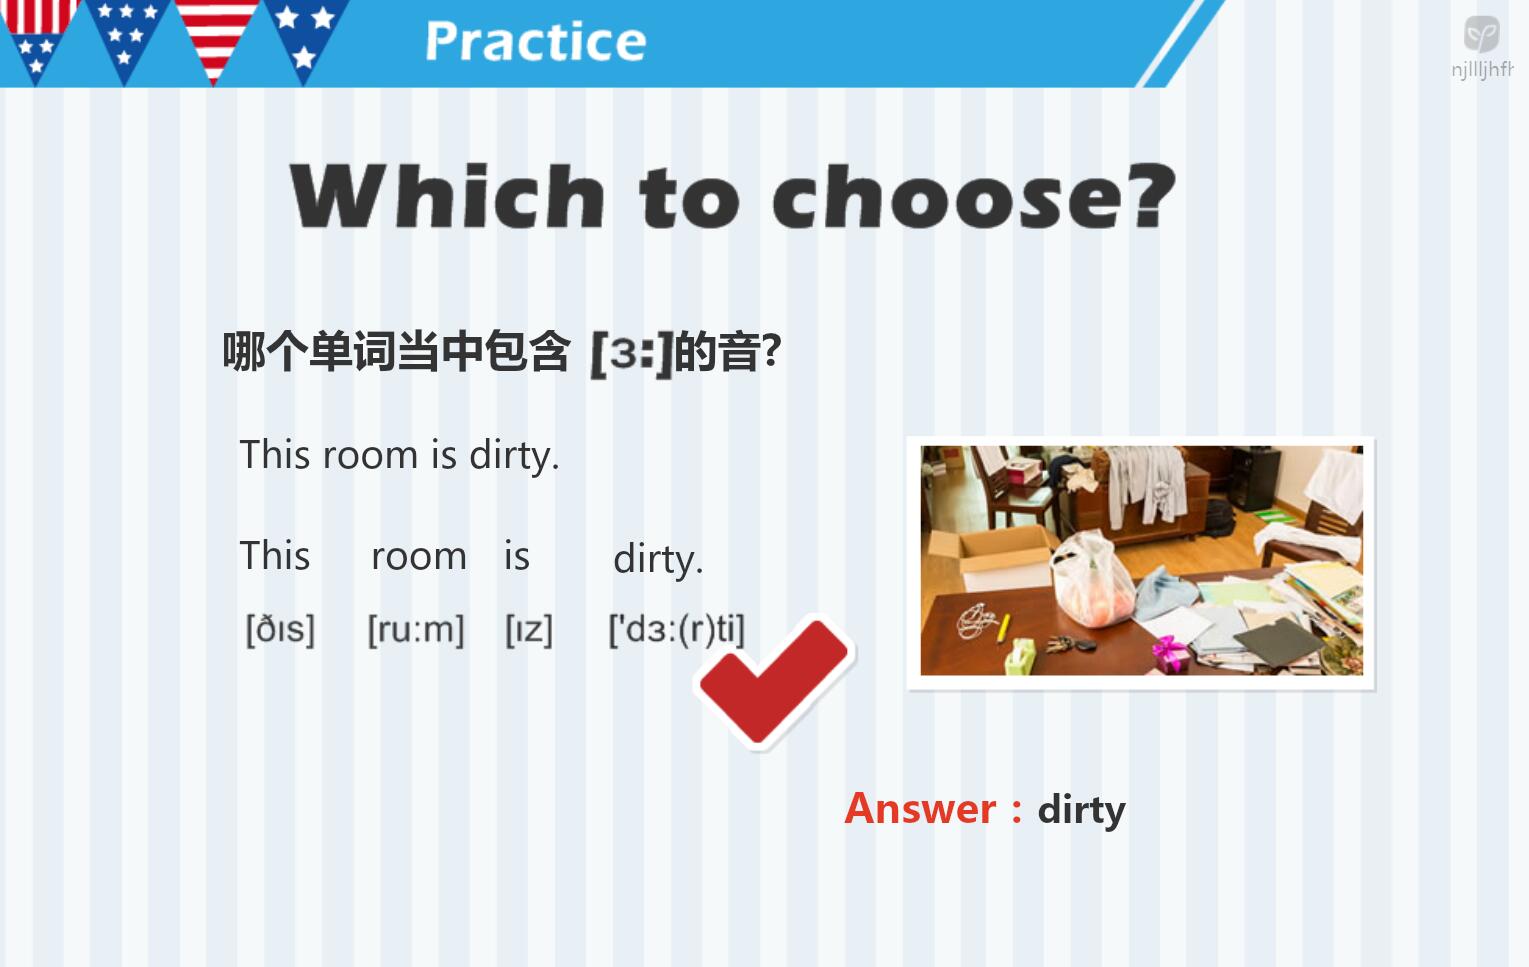 Practice
njllljhfh
Which to choose?
哪个单词当中包含 [ɜ:]的音?
This room is dirty.
This room is dirty.
[ðɪs] [ru:m] [ɪz] ['dɜ:(r)ti]
Answer：dirty